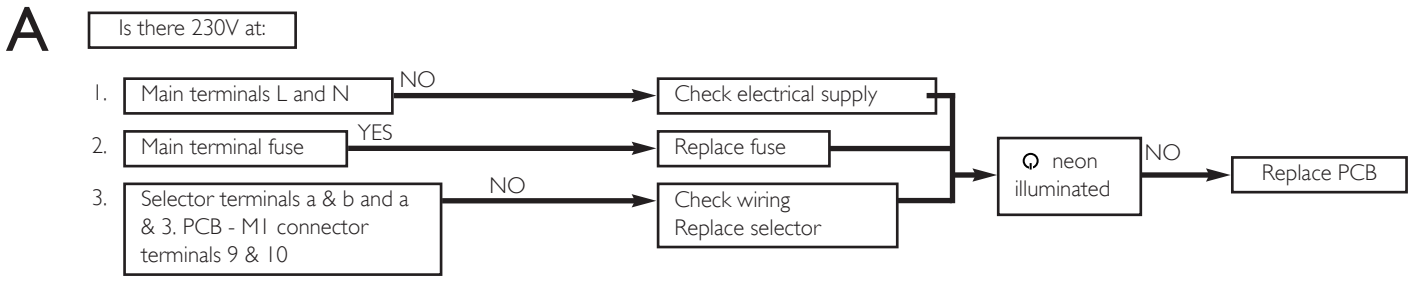 A
Is there 230V at:
1. Main terminals L and N
NO
Check electrical supply
2. Main terminal fuse
YES
Replace fuse
3. Selector terminals a & b and a
& 3. PCB - M1 connector
terminals 9 & 10
NO
Check wiring
Replace selector
neon
illuminated
NO
Replace PCB